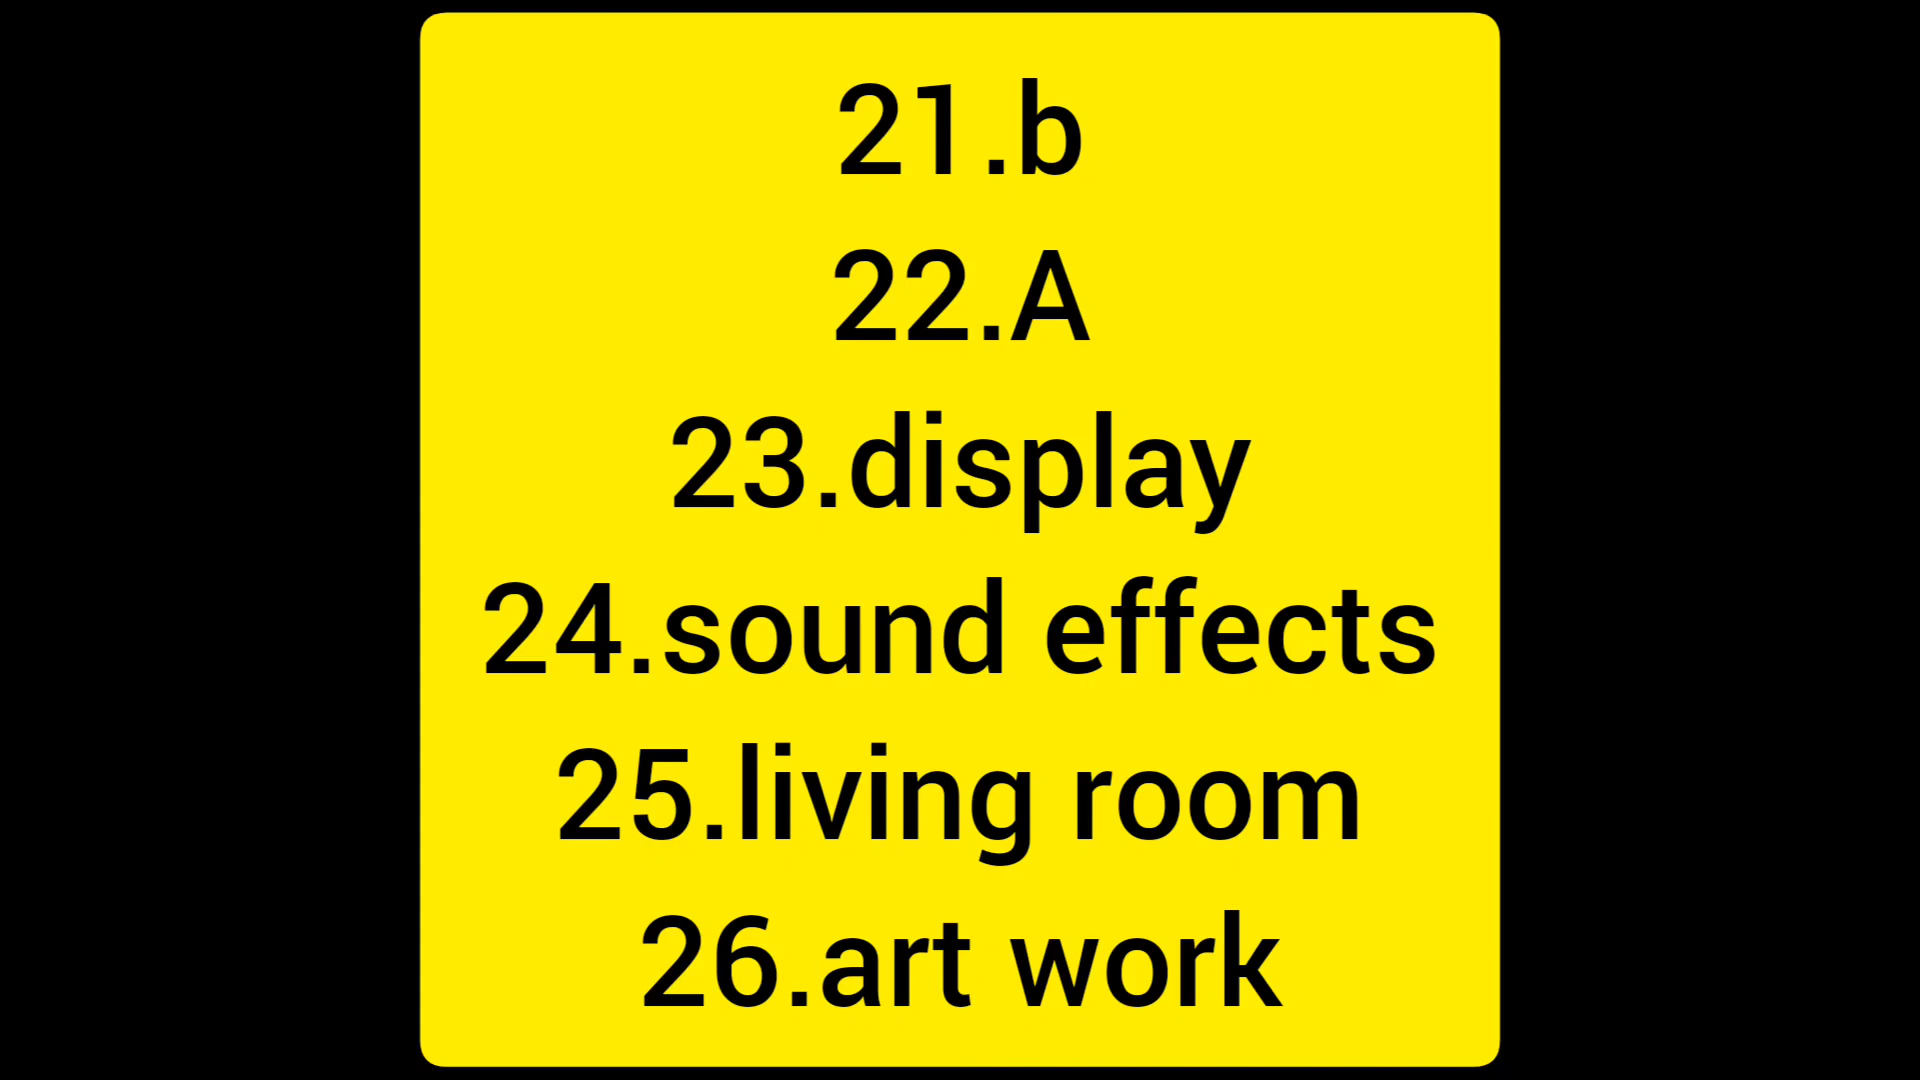 21.b
22.A
23.display
24.sound effects
25.living room
26.art work